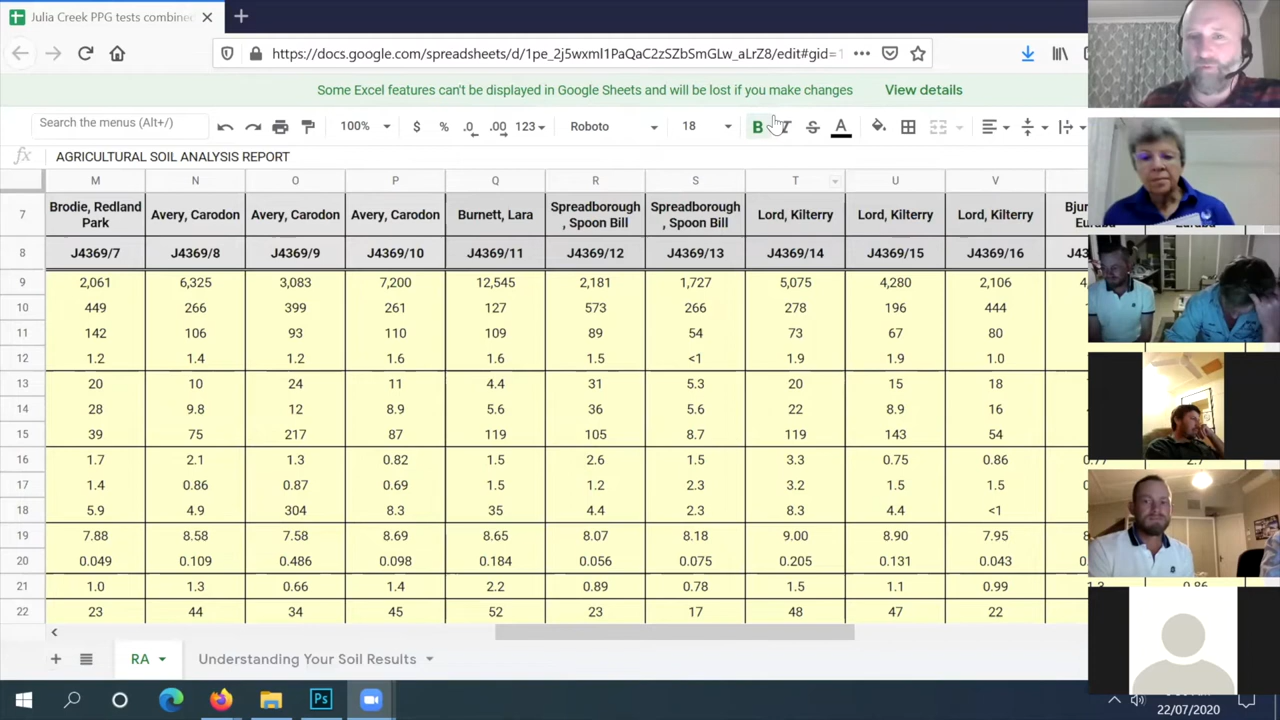 Julia Creek PPG tests combine
https://docs.google.com/spreadsheets/d/1pe_2j5wxml1PaQaC2zSZbSmGLw_aLrZ8/edit#gid=1
Some Excel features can't be displayed in Google Sheets and will be lost if you make changes View details
Search the menus (Alt+/) 100% $ % .0 .00 123 Roboto 18 B I S A
fx AGRICULTURAL SOIL ANALYSIS REPORT
M N O P Q R S T U V
7 Brodie, Redland Park Avery, Carodon Avery, Carodon Avery, Carodon Burnett, Lara Spreadborough, Spoon Bill Spreadborough, Spoon Bill Lord, Kilterry Lord, Kilterry Lord, Kilterry
8 J4369/7 J4369/8 J4369/9 J4369/10 J4369/11 J4369/12 J4369/13 J4369/14 J4369/15 J4369/16
9 2,061 6,325 3,083 7,200 12,545 2,181 1,727 5,075 4,280 2,106
10 449 266 399 261 127 573 266 278 196 444
11 142 106 93 110 109 89 54 73 67 80
12 1.2 1.4 1.2 1.6 1.6 1.5 <1 1.9 1.9 1.0
13 20 10 24 11 4.4 31 5.3 20 15 18
14 28 9.8 12 8.9 5.6 36 5.6 22 8.9 16
15 39 75 217 87 119 105 8.7 119 143 54
16 1.7 2.1 1.3 0.82 1.5 2.6 1.5 3.3 0.75 0.86 0.77 2.7
17 1.4 0.86 0.87 0.69 1.5 1.2 2.3 3.2 1.5 1.5
18 5.9 4.9 304 8.3 35 4.4 2.3 8.3 4.4 <1
19 7.88 8.58 7.58 8.69 8.65 8.07 8.18 9.00 8.90 7.95
20 0.049 0.109 0.486 0.098 0.184 0.056 0.075 0.205 0.131 0.043
21 1.0 1.3 0.66 1.4 2.2 0.89 0.78 1.5 1.1 0.99 1.3 0.86
22 23 44 34 45 52 23 17 48 47 22
RA Understanding Your Soil Results
Ps
22/07/2020